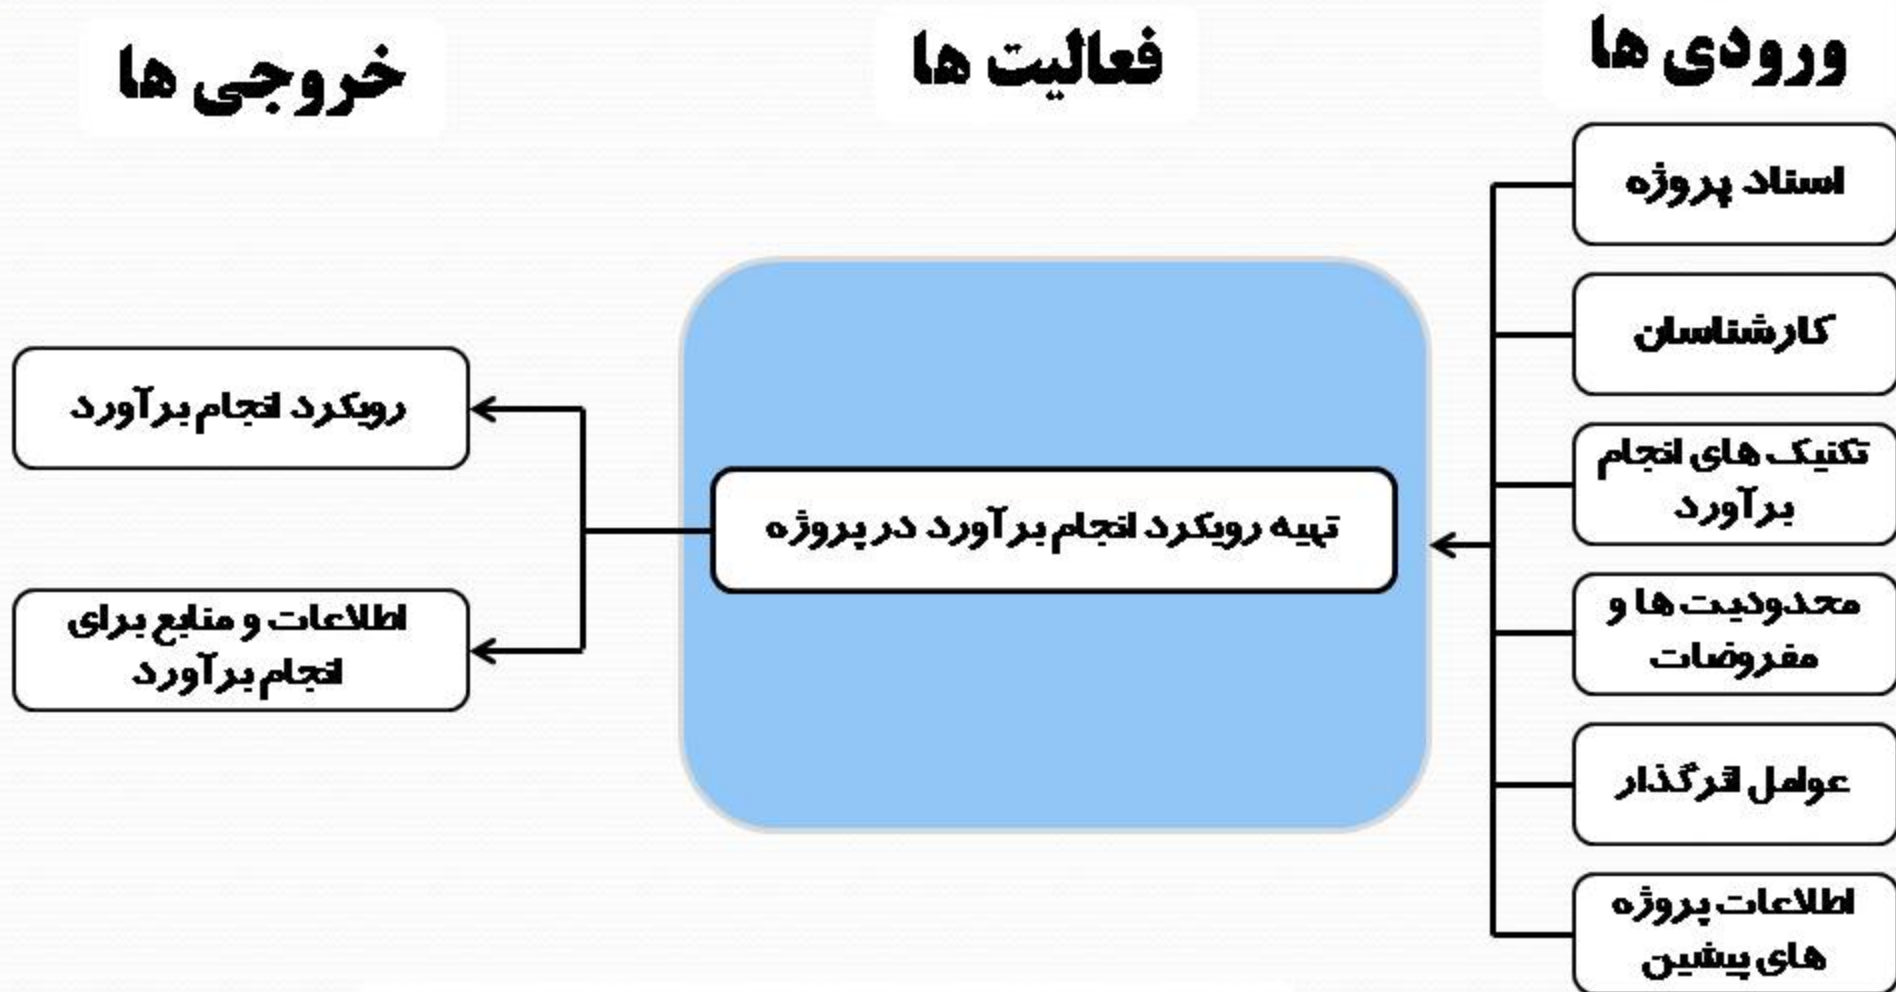 ورودی ها
فعالیت ها
خروجی ها
اسناد پروژه
کارشناسان
تکنیک های انجام
برآورد
محدودیت ها و
مفروضات
عوامل اثرگذار
اطلاعات پروژه
های پیشین
تهیه رویکرد انجام برآورد در پروژه
رویکرد انجام برآورد
اطلاعات و منابع برای
انجام برآورد